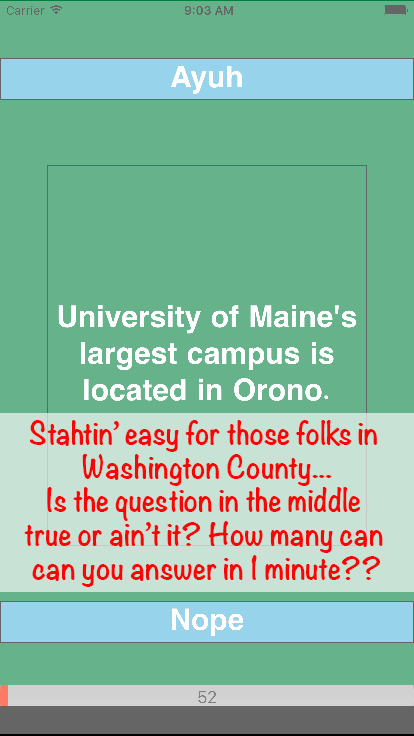 Carrier 9:03 AM
Ayuh
University of Maine's
largest campus is
located in Orono.
Stahtin' easy for those folks in
Washington County...
Is the question in the middle
true or ain't it? How many can
can you answer in 1 minute??
Nope
52